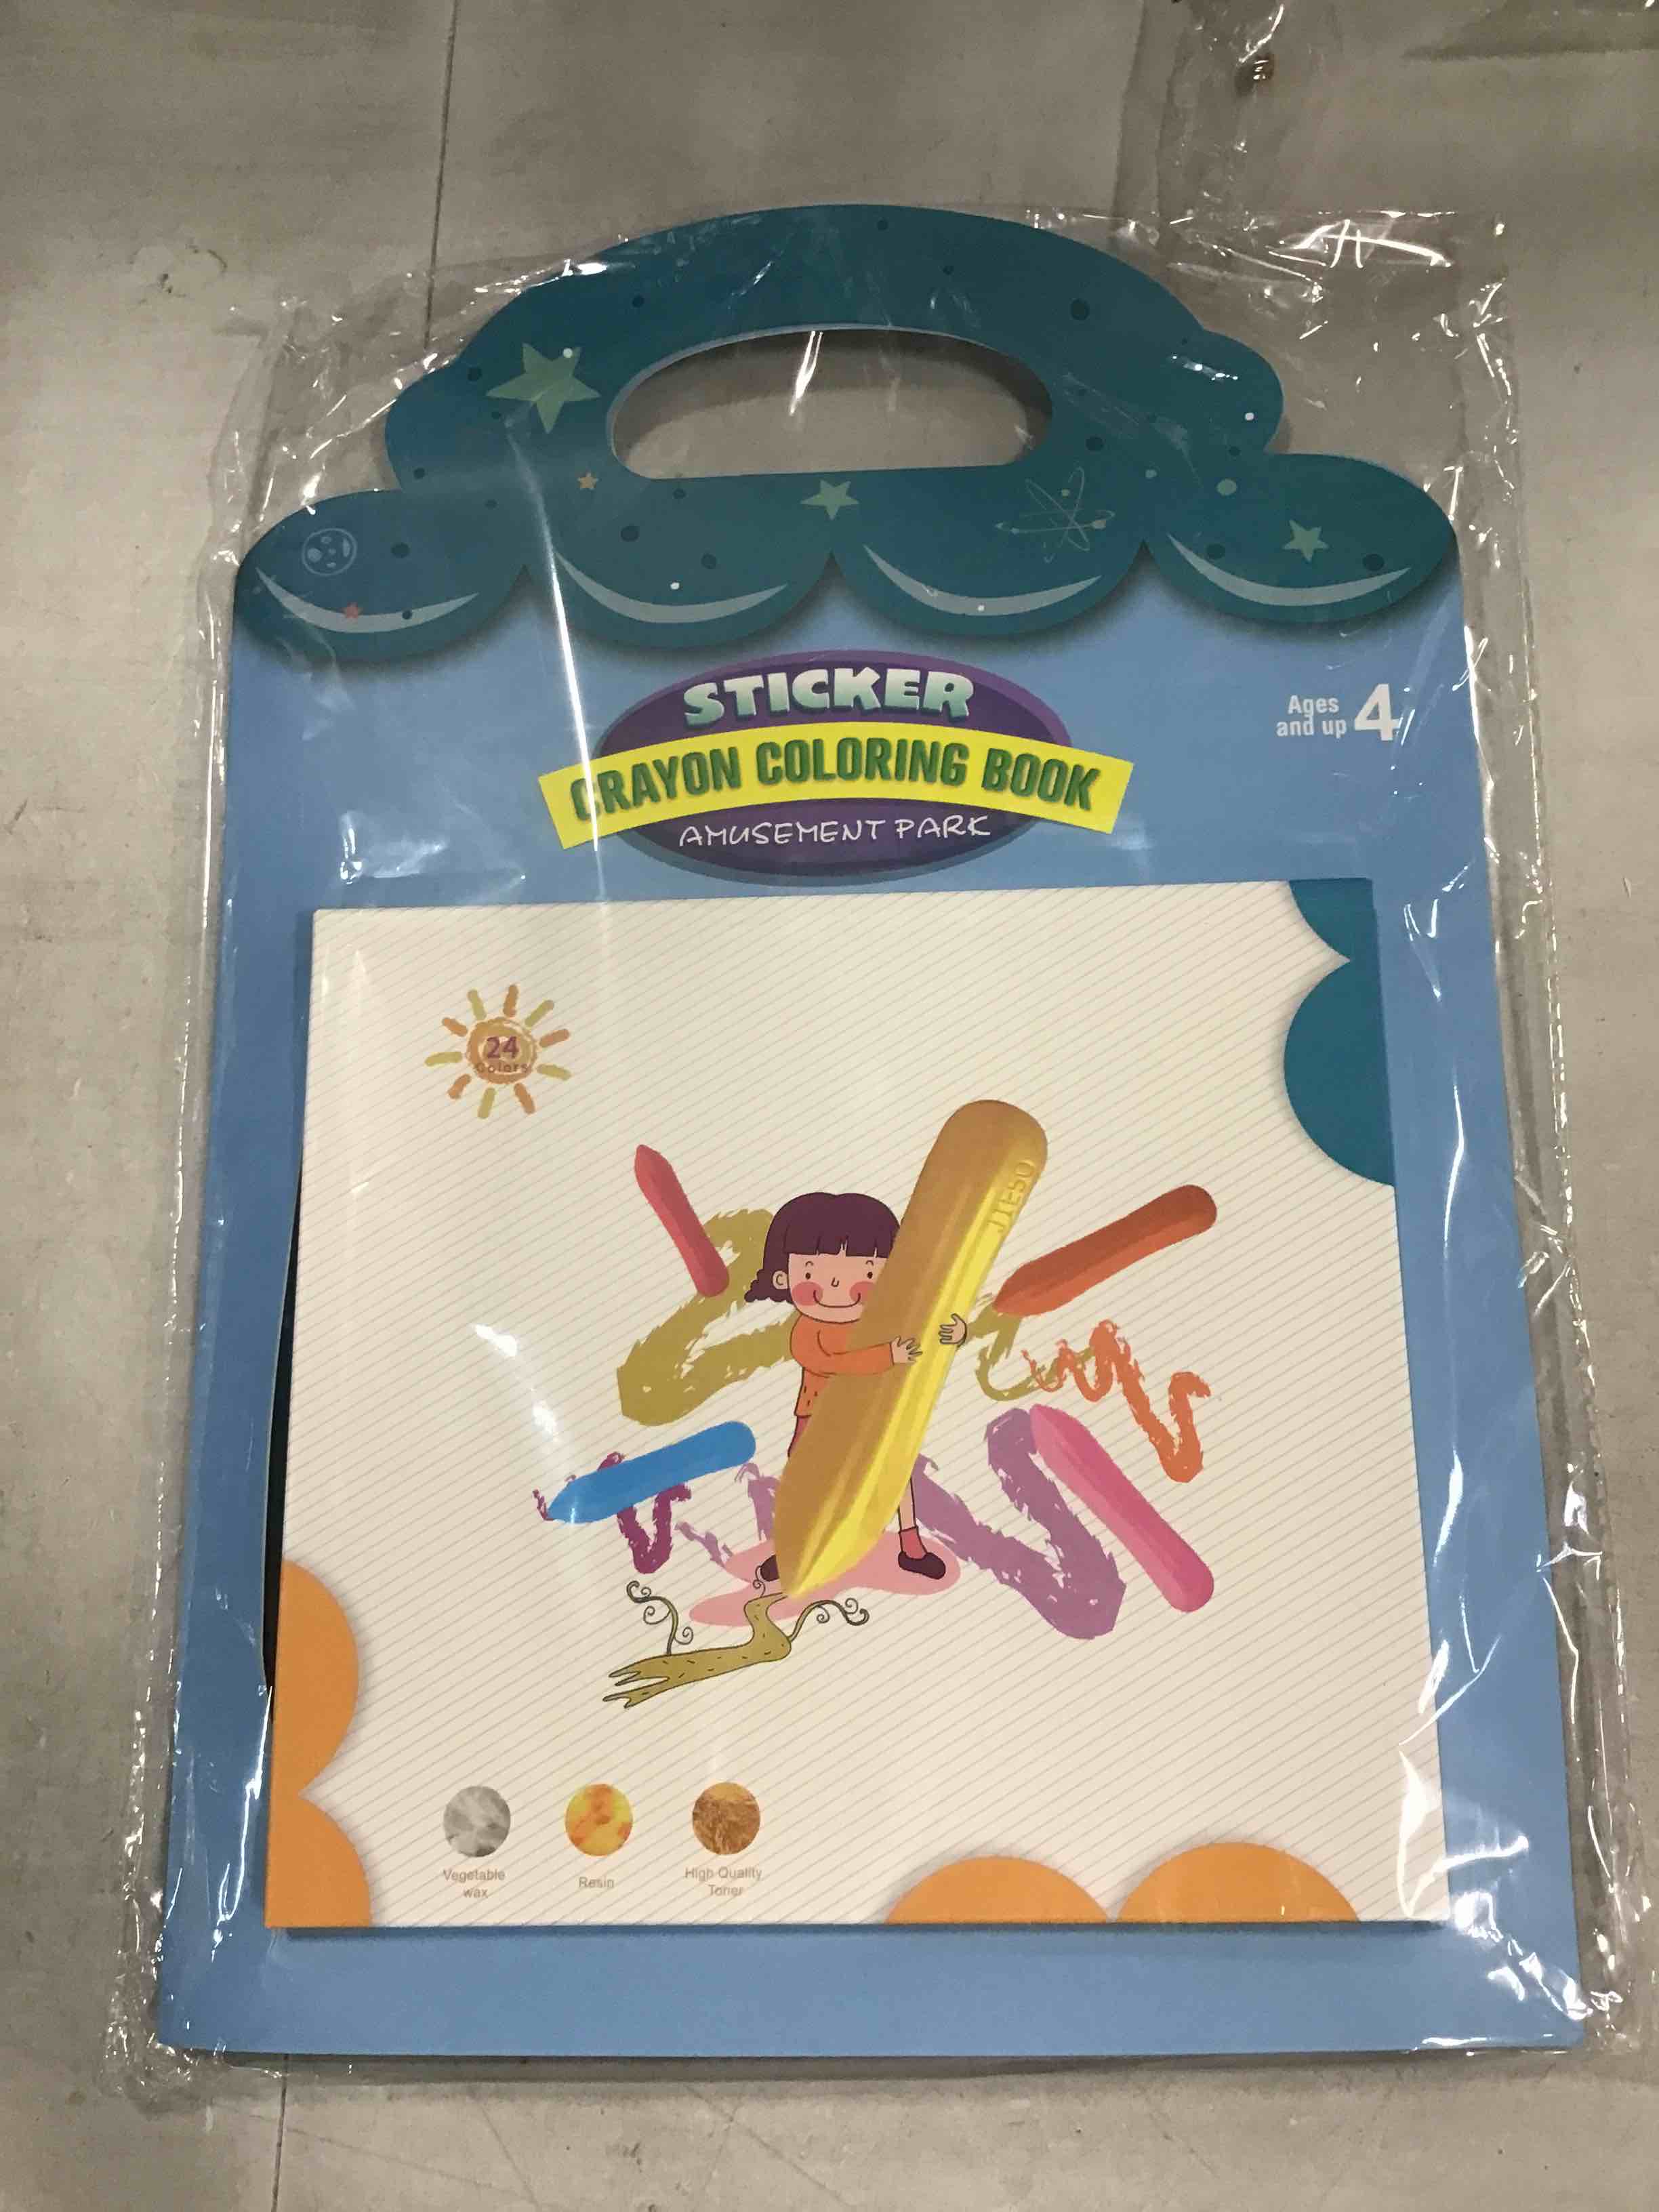 STICKER
CRAYON COLORING BOOK
AMUSEMENT PARK
Ages
and up 4
24
Colors
JIESO
Vegetable
wax
Resin
High Quality
Toner